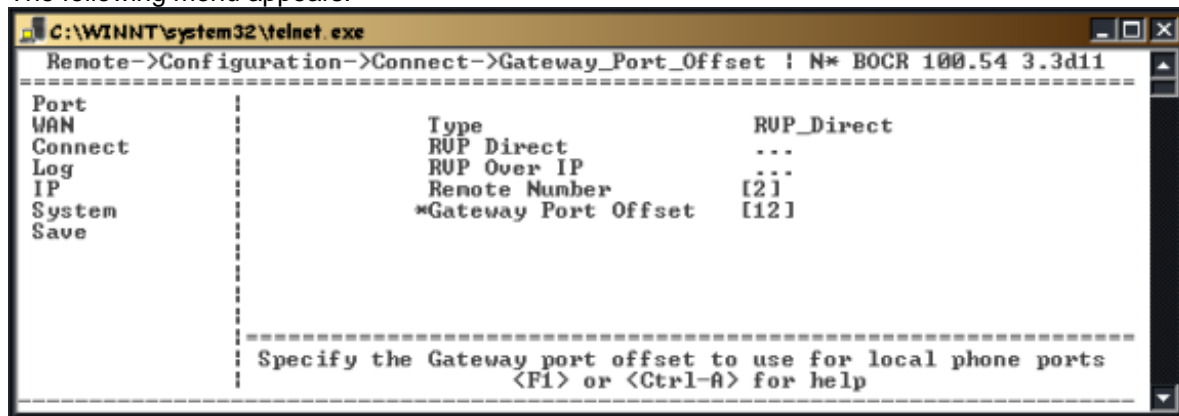 The following menu appears:
C:\WINNT\system32\telnet.exe
Remote->Configuration->Connect->Gateway_Port_Offset ¦ N* BOCR 100.54 3.3d11
Port
WAN Type RVP_Direct
Connect RVP Direct ...
Log RVP Over IP ...
IP Remote Number [2]
System *Gateway Port Offset [12]
Save
Specify the Gateway port offset to use for local phone ports
<F1> or <Ctrl-A> for help